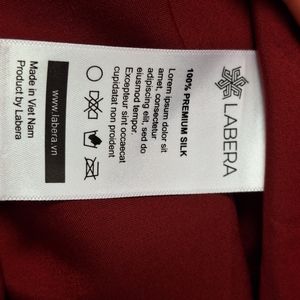 LABERA
100% PREMIUM SILK
Lorem ipsum dolor sit
amet, consectetur
adipiscing elit, sed do
eiusmod tempor.
Excepteur sint occaecat
cupidatat non proident
www.labera.vn
Made in Viet Nam
Product by Labera